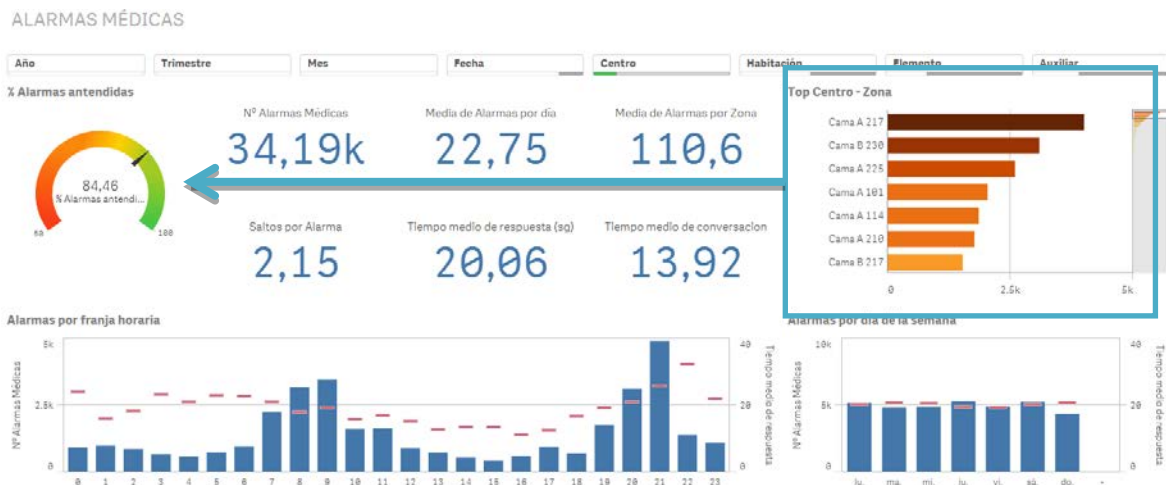 ALARMAS MÉDICAS
Año Trimestre Mes Fecha Centro Habitación Elemento Auxiliar
% Alarmas antendidas
84,46
% Alarmas antendi...
60 100
Nº Alarmas Médicas Media de Alarmas por día Media de Alarmas por Zona
34,19k 22,75 110,6
Saltos por Alarma Tiempo medio de respuesta (sg) Tiempo medio de conversacion
2,15 20,06 13,92
Top Centro - Zona
Cama A 217
Cama B 230
Cama A 225
Cama A 101
Cama A 114
Cama A 210
Cama B 217
0 2.5k 5k
Alarmas por franja horaria
Nº Alarmas Médicas
5k
2.5k
0
40
20
0
Tiempo medio de respuesta
0 1 2 3 4 5 6 7 8 9 10 11 12 13 14 15 16 17 18 19 20 21 22 23
Alarmas por día de la semana
Nº Alarmas Médicas
10k
5k
0
40
20
0
Tiempo medio de respuesta
lu. ma. mi. ju. vi. sá. do. -